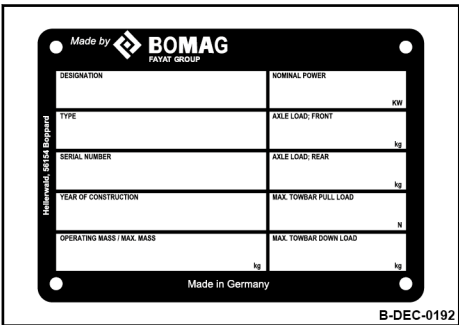 Made by BOMAG
FAYAT GROUP
Hellerwald, 56154 Boppard
DESIGNATION
NOMINAL POWER
KW
TYPE
AXLE LOAD; FRONT
kg
SERIAL NUMBER
AXLE LOAD; REAR
kg
YEAR OF CONSTRUCTION
MAX. TOWBAR PULL LOAD
N
OPERATING MASS / MAX. MASS
kg
MAX. TOWBAR DOWN LOAD
kg
Made in Germany
B-DEC-0192